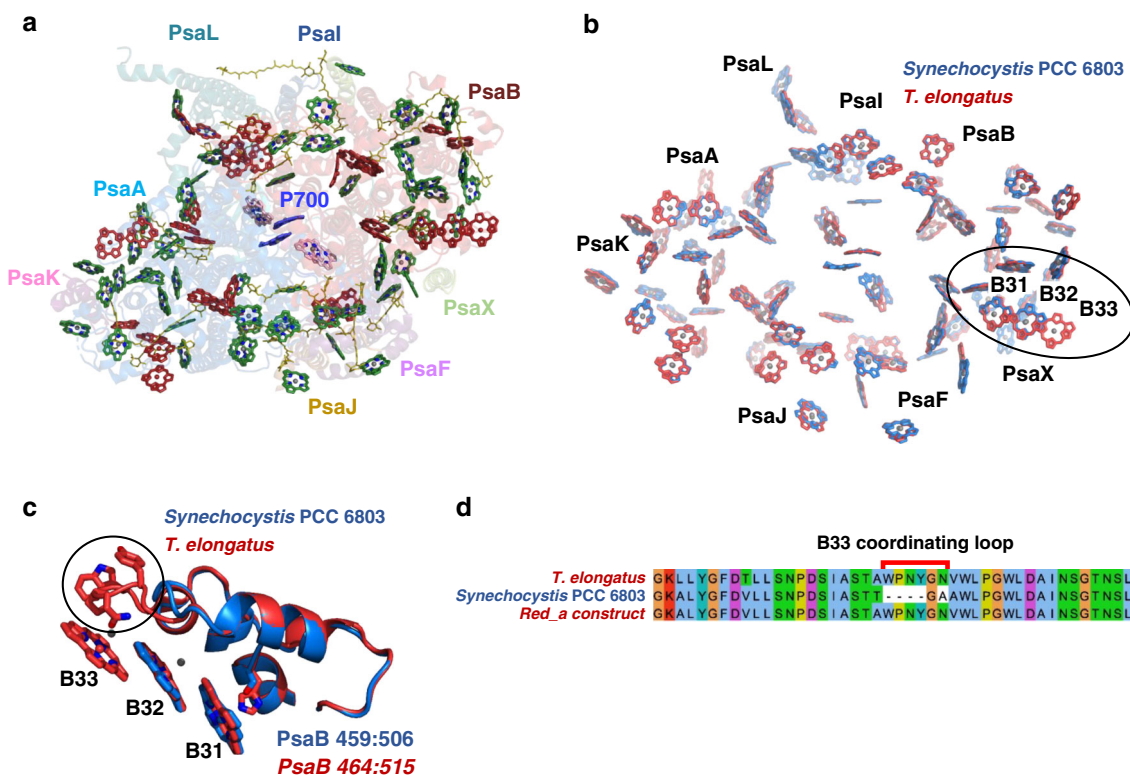 a
PsaL
PsaI
PsaB
PsaA
P700
PsaK
PsaX
PsaF
PsaJ
b
Synechocystis PCC 6803
T. elongatus
PsaL
PsaI
PsaB
PsaA
PsaK
B31
B32
B33
PsaX
PsaJ
PsaF
c
Synechocystis PCC 6803
T. elongatus
B33
B32
B31
PsaB 459:506
PsaB 464:515
d
B33 coordinating loop
T. elongatus GKLLYGFDTLLSNPDSIASTAWPNYGNVWLPGWLDAINSGTNSL
Synechocystis PCC 6803 GKALYGFDVLLSNPDSIASTT----GAAWLPGWLDAINSGTNSL
Red_a construct GKALYGFDVLLSNPDSIASTAWPNYGNVWLPGWLDAINSGTNSL